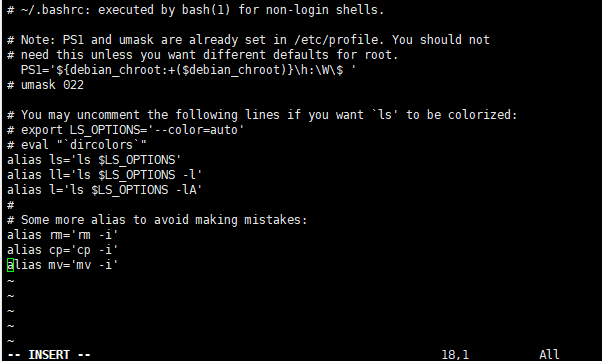 # ~/.bashrc: executed by bash(1) for non-login shells.
# Note: PS1 and umask are already set in /etc/profile. You should not
# need this unless you want different defaults for root.
  PS1='${debian_chroot:+($debian_chroot)}\h:\W\$ '
# umask 022
# You may uncomment the following lines if you want `ls' to be colorized:
# export LS_OPTIONS='--color=auto'
# eval "`dircolors`"
alias ls='ls $LS_OPTIONS'
alias ll='ls $LS_OPTIONS -l'
alias l='ls $LS_OPTIONS -lA'
#
# Some more alias to avoid making mistakes:
alias rm='rm -i'
alias cp='cp -i'
alias mv='mv -i'
~
~
~
~
~
-- INSERT -- 18,1 All